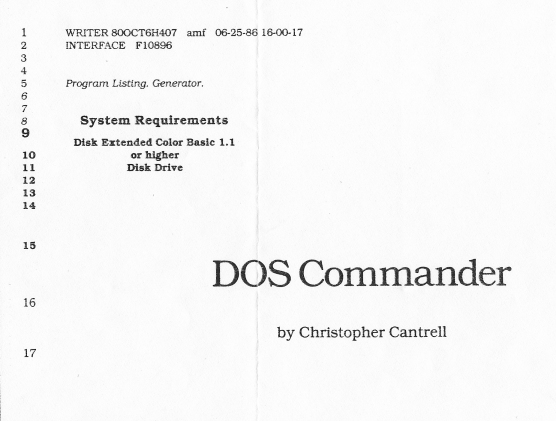 1 WRITER 80OCT6H407 amf 06-25-86 16-00-17
2 INTERFACE F10896
3
4
5 Program Listing. Generator.
6
7
8 System Requirements
9 Disk Extended Color Basic 1.1
10 or higher
11 Disk Drive
12
13
14
15 DOS Commander
16 by Christopher Cantrell
17